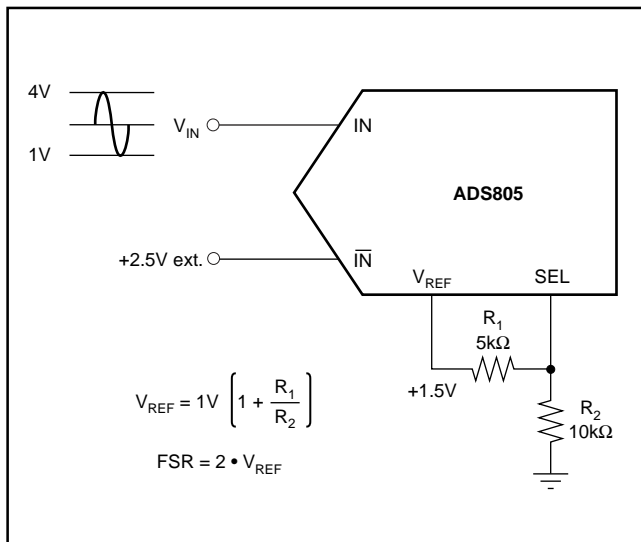 4V
V_IN
1V
IN
ADS805
+2.5V ext.
I̅N̅
V_REF
SEL
R_1
5kΩ
+1.5V
R_2
10kΩ
V_REF = 1V (1 + R_1/R_2)
FSR = 2 • V_REF